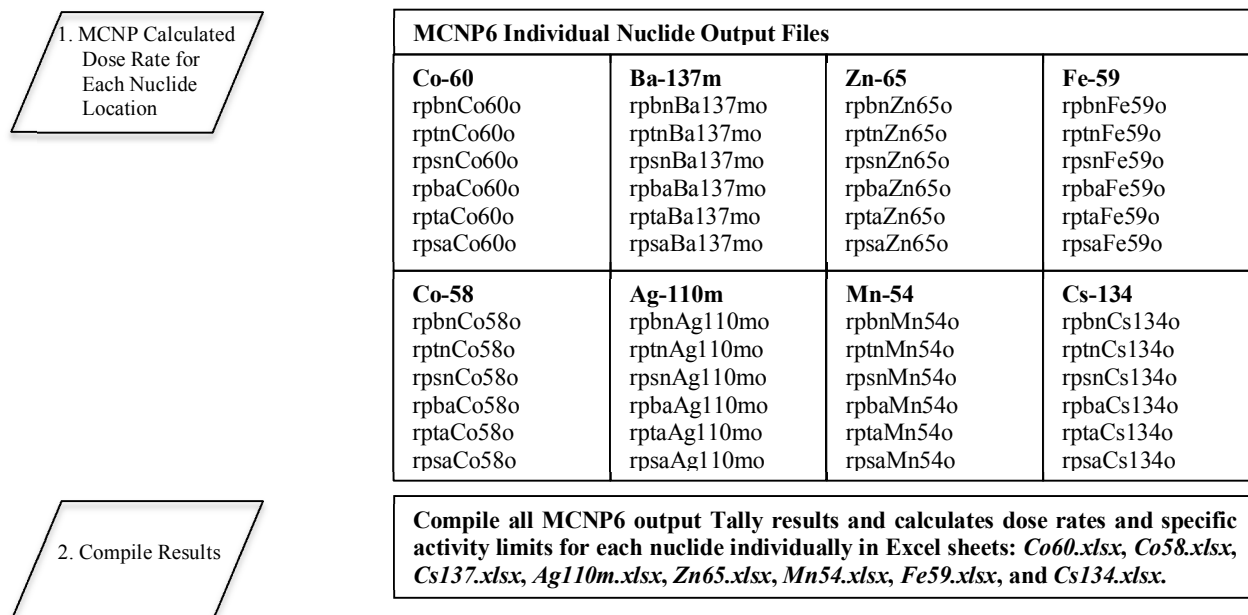 1. MCNP Calculated
Dose Rate for
Each Nuclide
Location
MCNP6 Individual Nuclide Output Files
Co-60
rpbnCo60o
rptnCo60o
rpsnCo60o
rpbaCo60o
rptaCo60o
rpsaCo60o
Ba-137m
rpbnBa137mo
rptnBa137mo
rpsnBa137mo
rpbaBa137mo
rptaBa137mo
rpsaBa137mo
Zn-65
rpbnZn65o
rptnZn65o
rpsnZn65o
rpbaZn65o
rptaZn65o
rpsaZn65o
Fe-59
rpbnFe59o
rptnFe59o
rpsnFe59o
rpbaFe59o
rptaFe59o
rpsaFe59o
Co-58
rpbnCo58o
rptnCo58o
rpsnCo58o
rpbaCo58o
rptaCo58o
rpsaCo58o
Ag-110m
rpbnAg110mo
rptnAg110mo
rpsnAg110mo
rpbaAg110mo
rptaAg110mo
rpsaAg110mo
Mn-54
rpbnMn54o
rptnMn54o
rpsnMn54o
rpbaMn54o
rptaMn54o
rpsaMn54o
Cs-134
rpbnCs134o
rptnCs134o
rpsnCs134o
rpbaCs134o
rptaCs134o
rpsaCs134o
2. Compile Results
Compile all MCNP6 output Tally results and calculates dose rates and specific
activity limits for each nuclide individually in Excel sheets: Co60.xlsx, Co58.xlsx,
Cs137.xlsx, Ag110m.xlsx, Zn65.xlsx, Mn54.xlsx, Fe59.xlsx, and Cs134.xlsx.